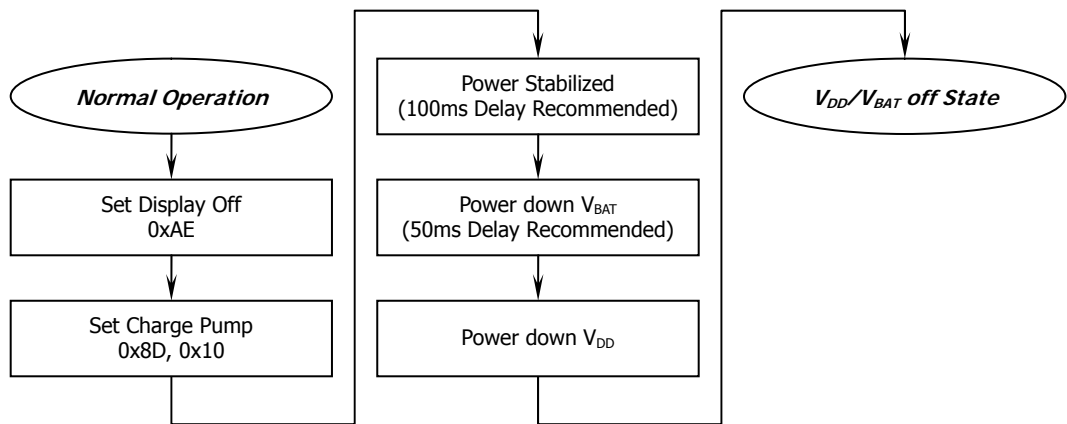 Normal Operation
Set Display Off
0xAE
Set Charge Pump
0x8D, 0x10
Power Stabilized
(100ms Delay Recommended)
Power down VBAT
(50ms Delay Recommended)
Power down VDD
VDD/VBAT off State